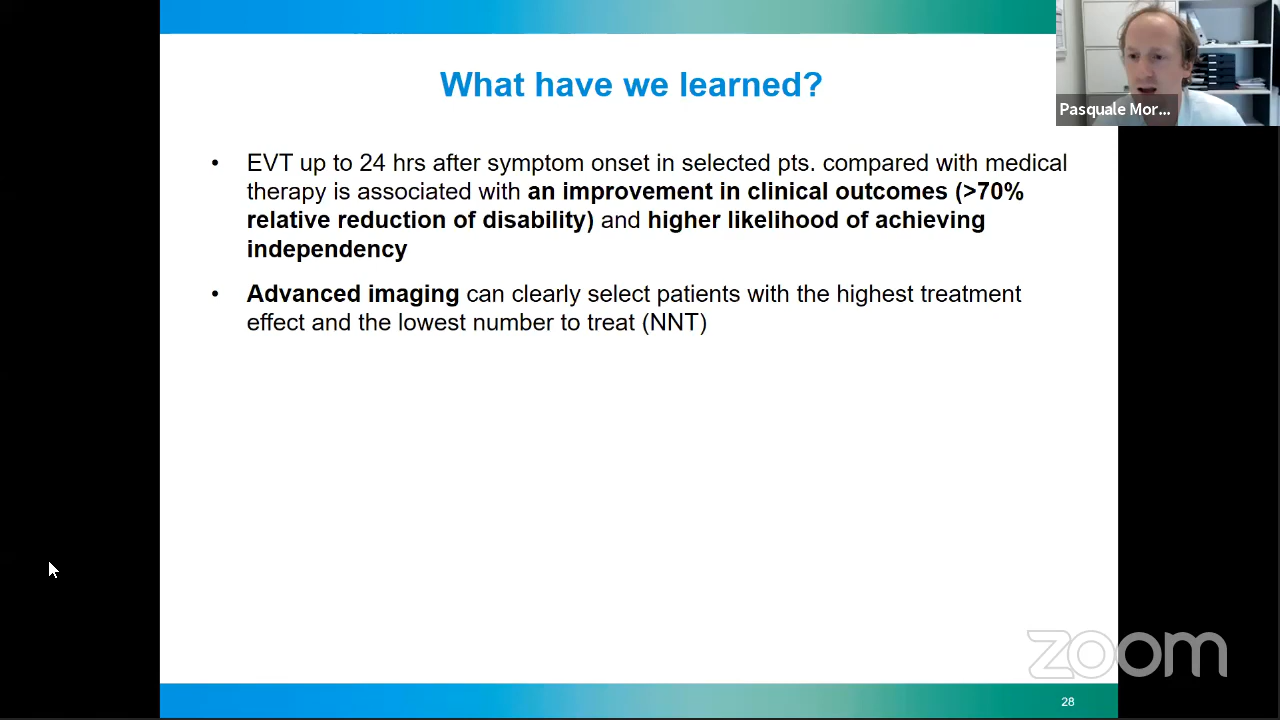 What have we learned?
Pasquale Mor...
• EVT up to 24 hrs after symptom onset in selected pts. compared with medical
therapy is associated with an improvement in clinical outcomes (>70%
relative reduction of disability) and higher likelihood of achieving
independency
• Advanced imaging can clearly select patients with the highest treatment
effect and the lowest number to treat (NNT)
zoom
28